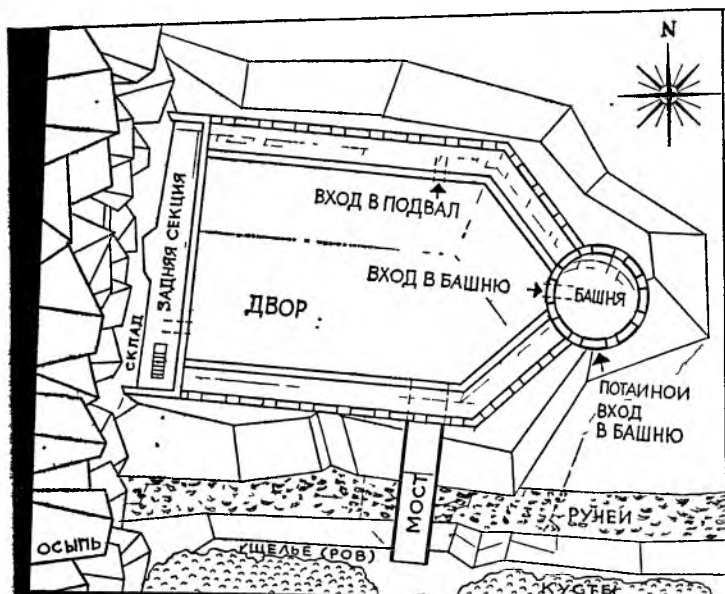 N
ВХОД В ПОДВАЛ
ЗАДНЯЯ СЕКЦИЯ
ВХОД В БАШНЮ
БАШНЯ
ДВОР
СКЛАД
ПОТАЙНОЙ
ВХОД
В БАШНЮ
МОСТ
РУЧЕЙ
ОСЫПЬ
УЩЕЛЬЕ (РОВ)
КУСТЫ